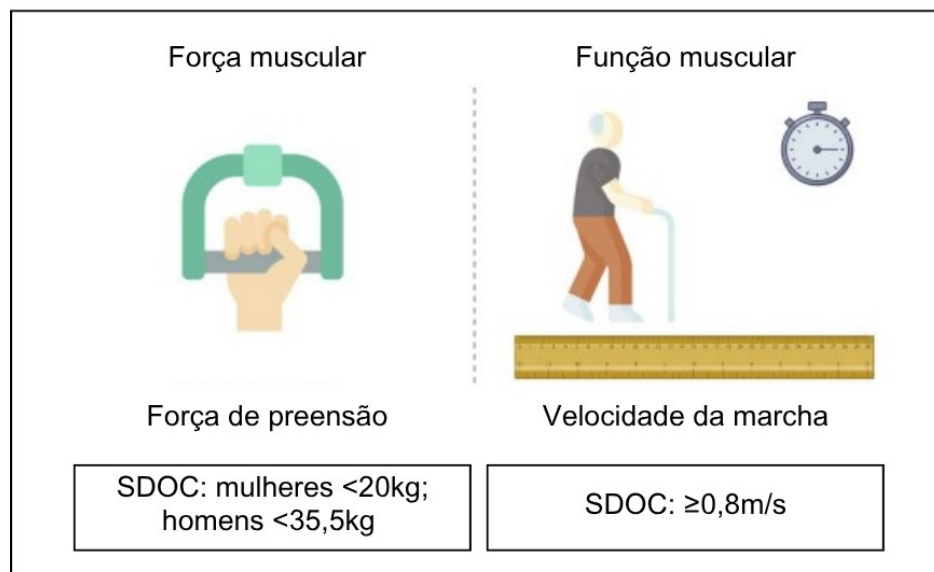 Força muscular
Função muscular
Força de preensão
Velocidade da marcha
SDOC: mulheres <20kg;
homens <35,5kg
SDOC: ≥0,8m/s